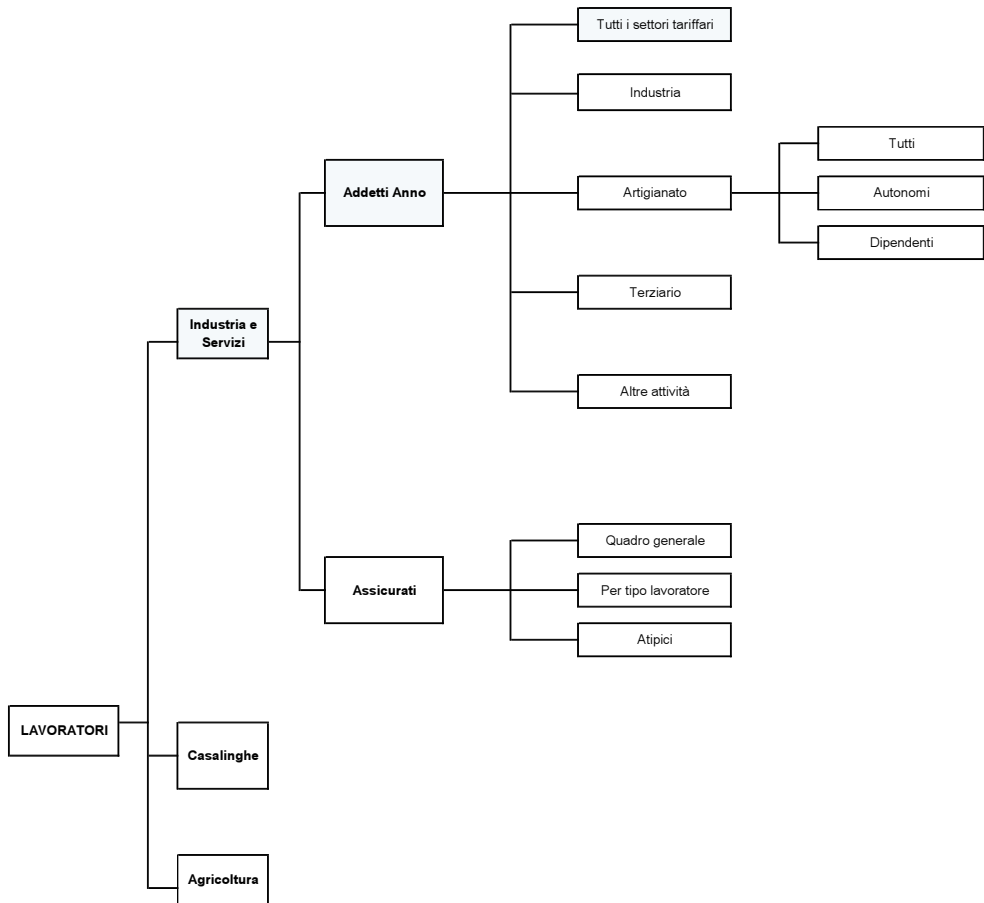 Tutti i settori tariffari
Industria
Tutti
Addetti Anno
Artigianato
Autonomi
Dipendenti
Terziario
Industria e
Servizi
Altre attività
Quadro generale
Assicurati
Per tipo lavoratore
Atipici
LAVORATORI
Casalinghe
Agricoltura